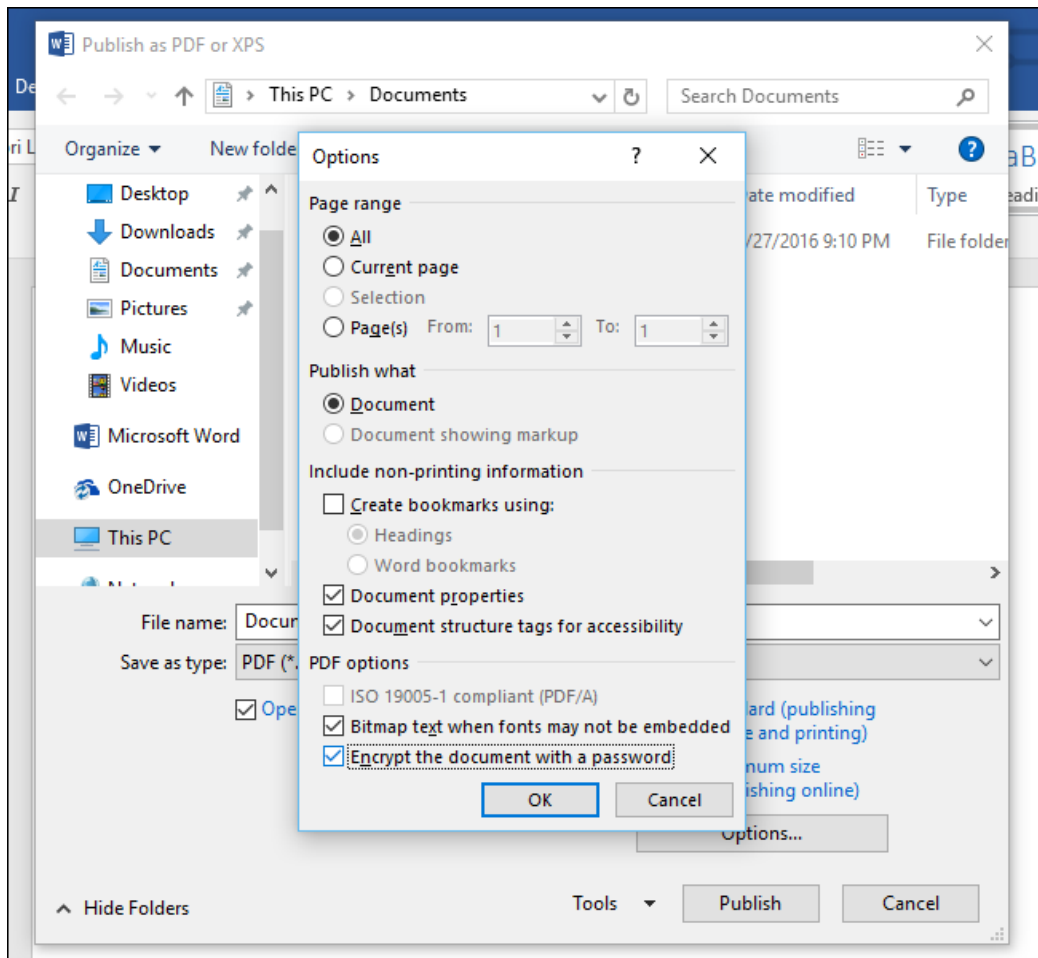 Publish as PDF or XPS
De
This PC > Documents
Search Documents
ri L
Organize
New folde
aB
I
Options
?
ate modified
Type
eadi
Desktop
Downloads
Documents
Pictures
Music
Videos
Microsoft Word
OneDrive
This PC
/27/2016 9:10 PM
File folder
Page range
All
Current page
Selection
Page(s) From: 1 To: 1
Publish what
Document
Document showing markup
Include non-printing information
Create bookmarks using:
Headings
Word bookmarks
Document properties
Document structure tags for accessibility
PDF options
ISO 19005-1 compliant (PDF/A)
Bitmap text when fonts may not be embedded
Encrypt the document with a password
OK
Cancel
File name: Docur
Save as type: PDF (*.
Ope
ard (publishing
e and printing)
num size
ishing online)
Options...
Hide Folders
Tools
Publish
Cancel